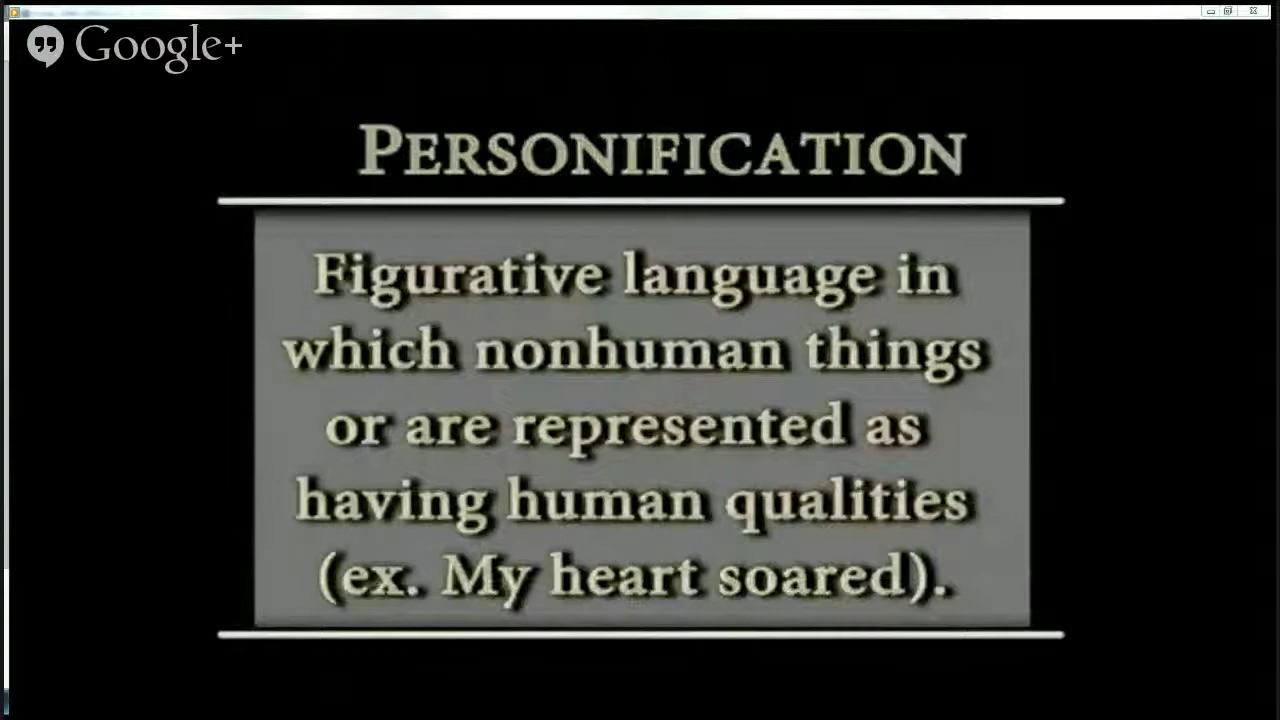 Google+
PERSONIFICATION
Figurative language in
which nonhuman things
or are represented as
having human qualities
(ex. My heart soared).